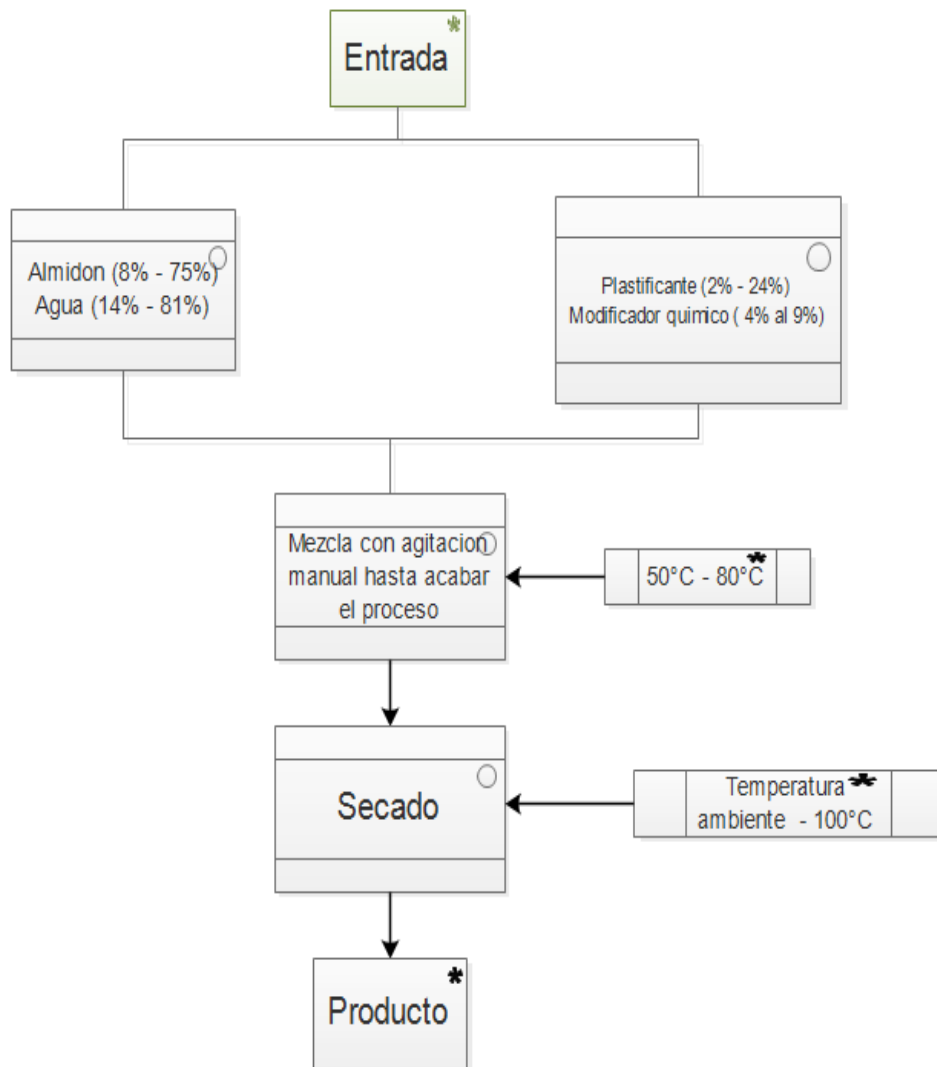 Entrada
Almidon (8% - 75%)
Agua (14% - 81%)
Plastificante (2% - 24%)
Modificador quimico ( 4% al 9%)
Mezcla con agitacion
manual hasta acabar
el proceso
50°C - 80°C
Secado
Temperatura
ambiente - 100°C
Producto